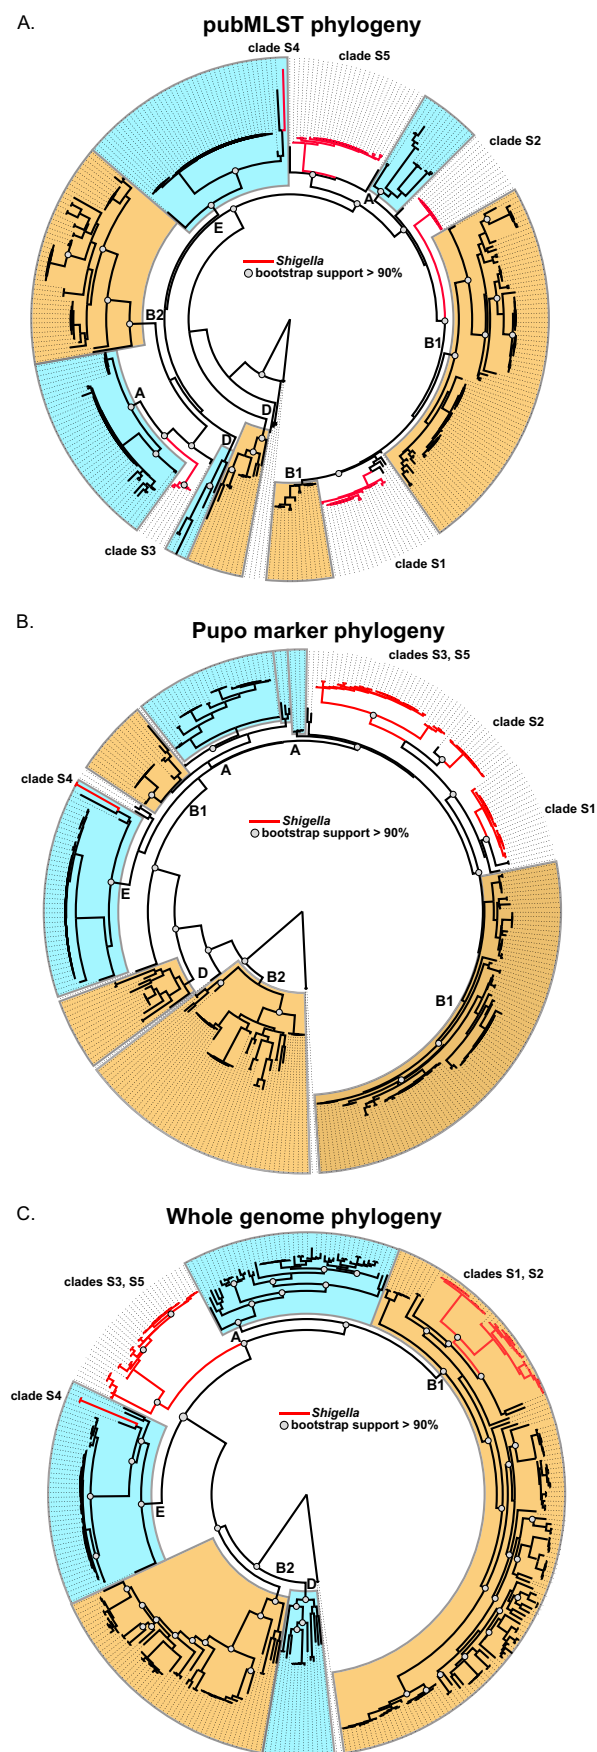 A.
pubMLST phylogeny
clade S4
clade S5
clade S2
A
E
Shigella
bootstrap support > 90%
B2
B1
A
D
D
B1
clade S3
clade S1
B.
Pupo marker phylogeny
clades S3, S5
clade S2
A
A
clade S4
B1
clade S1
Shigella
bootstrap support > 90%
E
D
B2
B1
C.
Whole genome phylogeny
clades S3, S5
clades S1, S2
A
B1
clade S4
Shigella
bootstrap support > 90%
E
B2
D